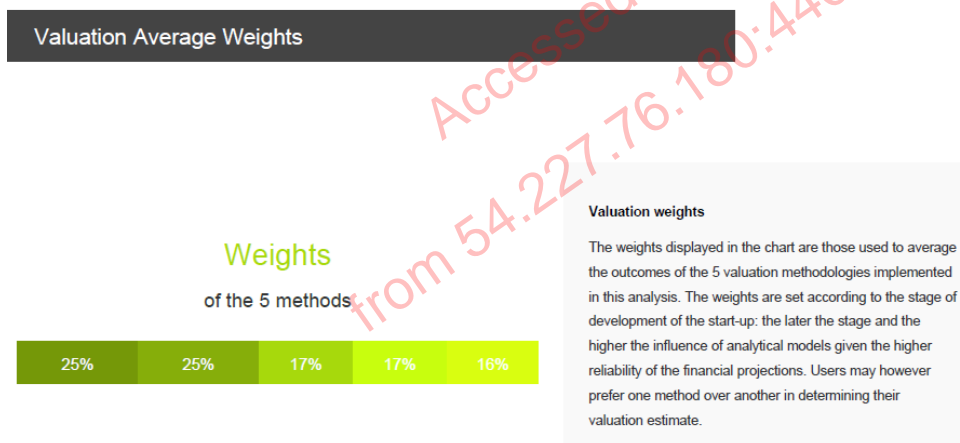 Valuation Average Weights
Accessed
from 54.227.76.180:44
Weights
of the 5 methods
25% 25% 17% 17% 16%
Valuation weights
The weights displayed in the chart are those used to average
the outcomes of the 5 valuation methodologies implemented
in this analysis. The weights are set according to the stage of
development of the start-up: the later the stage and the
higher the influence of analytical models given the higher
reliability of the financial projections. Users may however
prefer one method over another in determining their
valuation estimate.